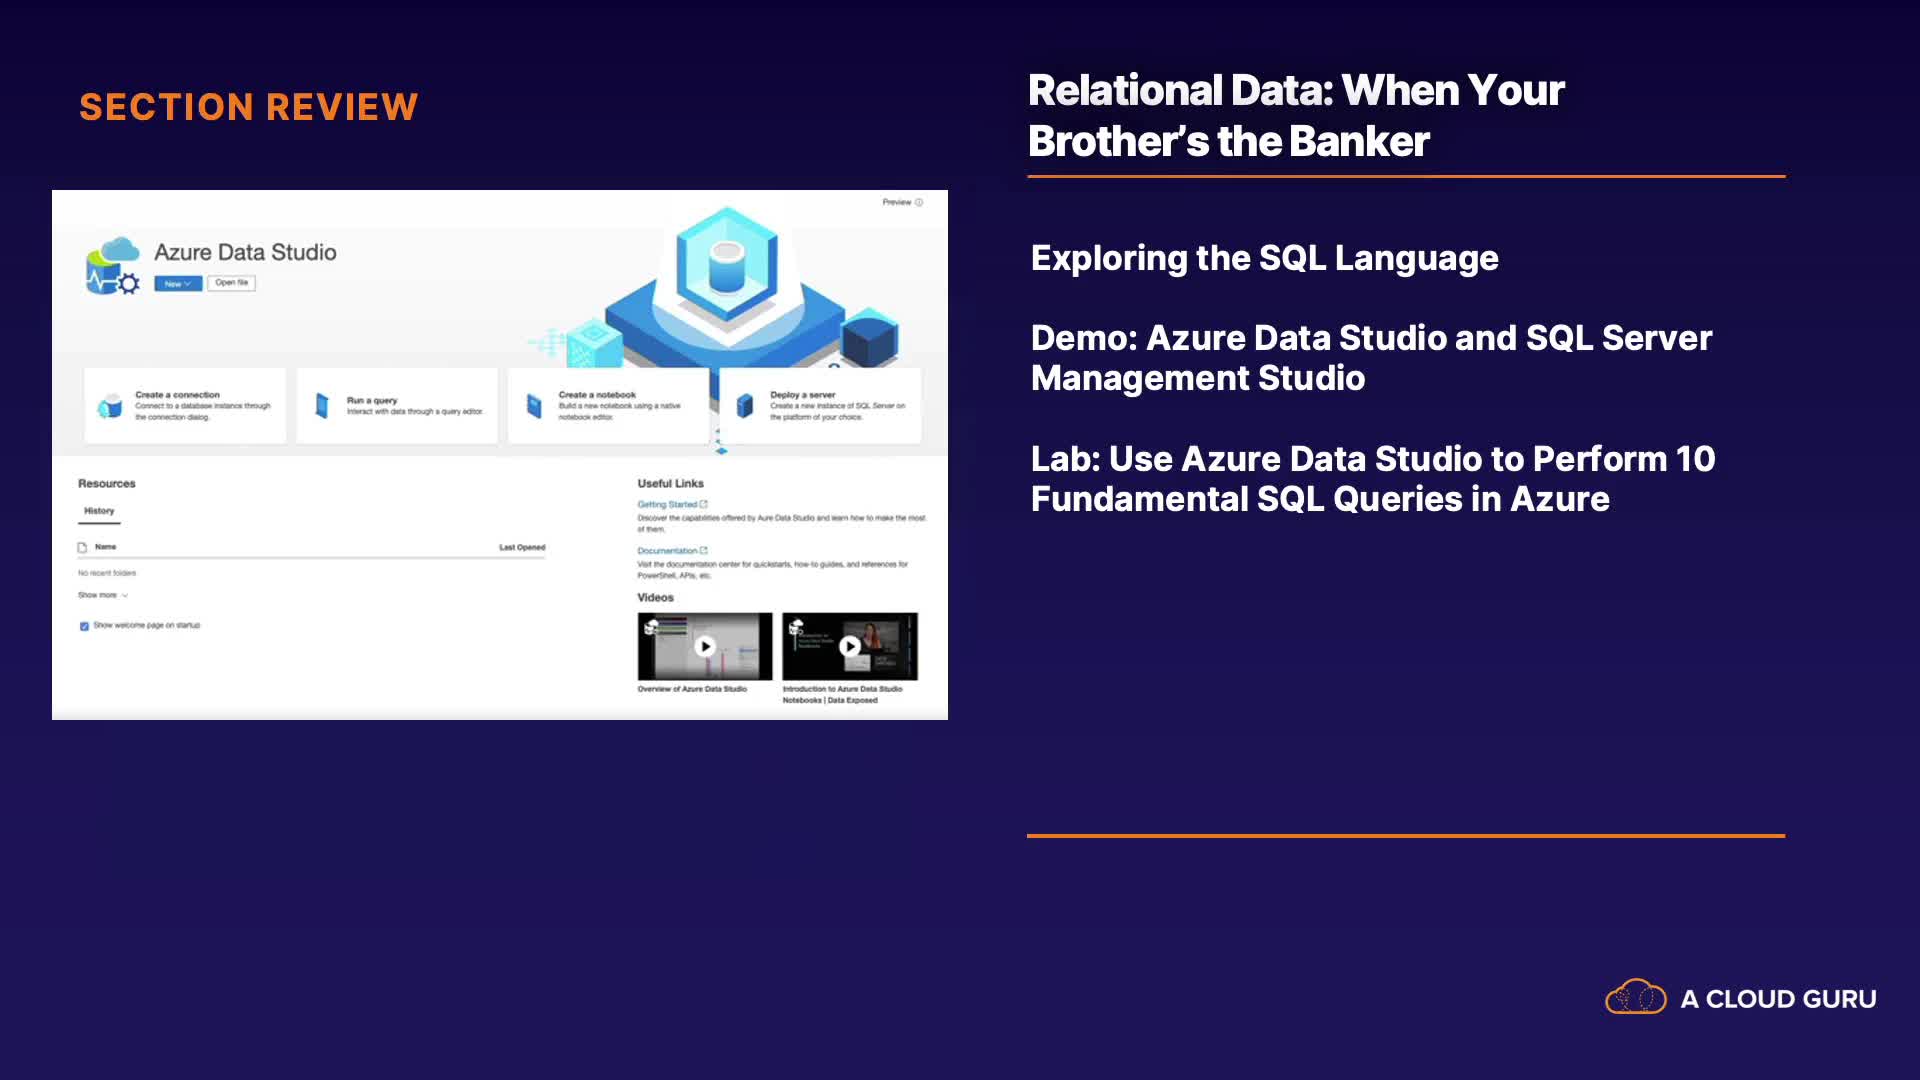 SECTION REVIEW
Relational Data: When Your
Brother's the Banker
Preview
Azure Data Studio
New
Open file
Create a connection
Connect to a database instance through
the connection dialog.
Run a query
Interact with data through a query editor.
Create a notebook
Build a new notebook using a native
notebook editor.
Deploy a server
Create a new instance of SQL Server on
the platform of your choice.
Resources
History
Name
Last Opened
No recent folders
Show more
Show welcome page on startup
Useful Links
Getting Started
Discover the capabilities offered by Aure Data Studio and learn how to make the most
of them.
Documentation
Visit the documentation center for quickstarts, how-to guides, and references for
PowerShell, APIs, etc.
Videos
Overview of Azure Data Studio
Introduction to Azure Data Studio
Notebooks | Data Exposed
Exploring the SQL Language
Demo: Azure Data Studio and SQL Server
Management Studio
Lab: Use Azure Data Studio to Perform 10
Fundamental SQL Queries in Azure
A CLOUD GURU